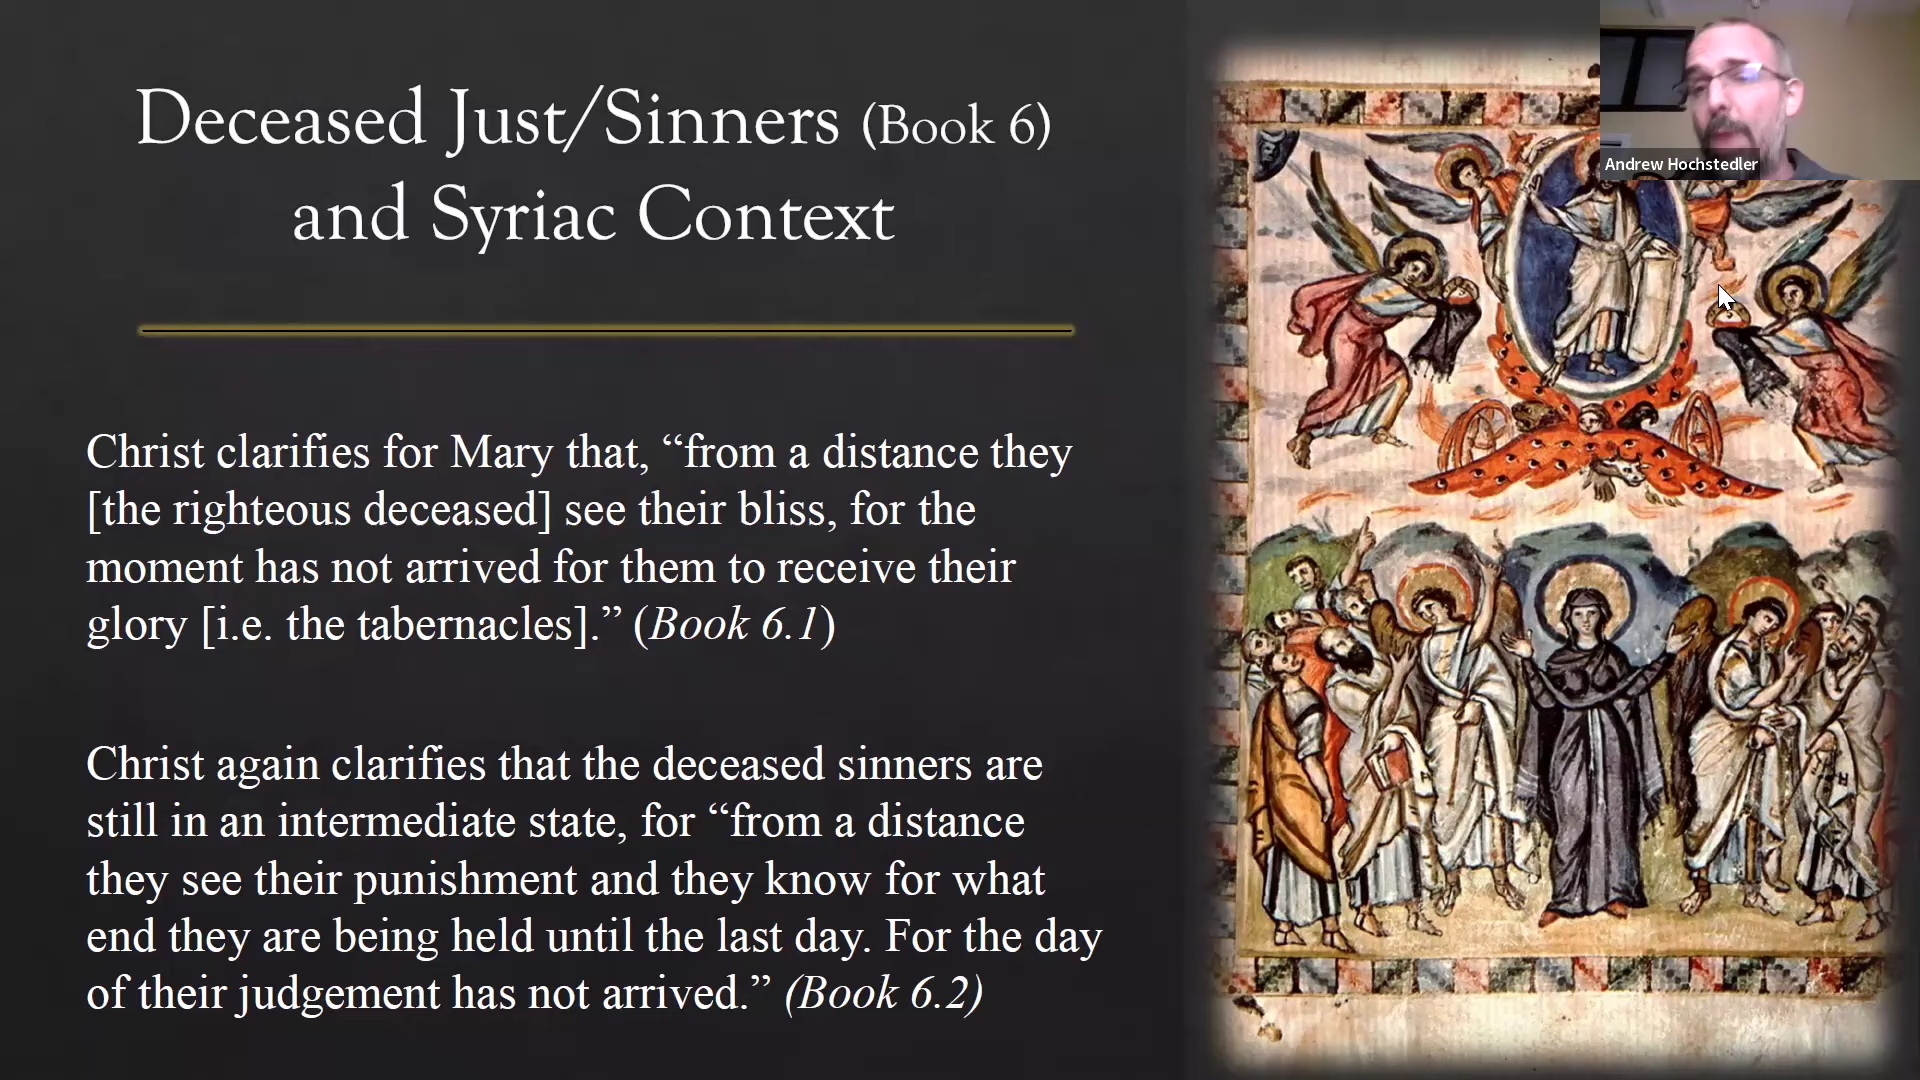 Deceased Just/Sinners (Book 6)
and Syriac Context
Andrew Hochstedler
Christ clarifies for Mary that, “from a distance they
[the righteous deceased] see their bliss, for the
moment has not arrived for them to receive their
glory [i.e. the tabernacles].” (Book 6.1)
Christ again clarifies that the deceased sinners are
still in an intermediate state, for “from a distance
they see their punishment and they know for what
end they are being held until the last day. For the day
of their judgement has not arrived.” (Book 6.2)